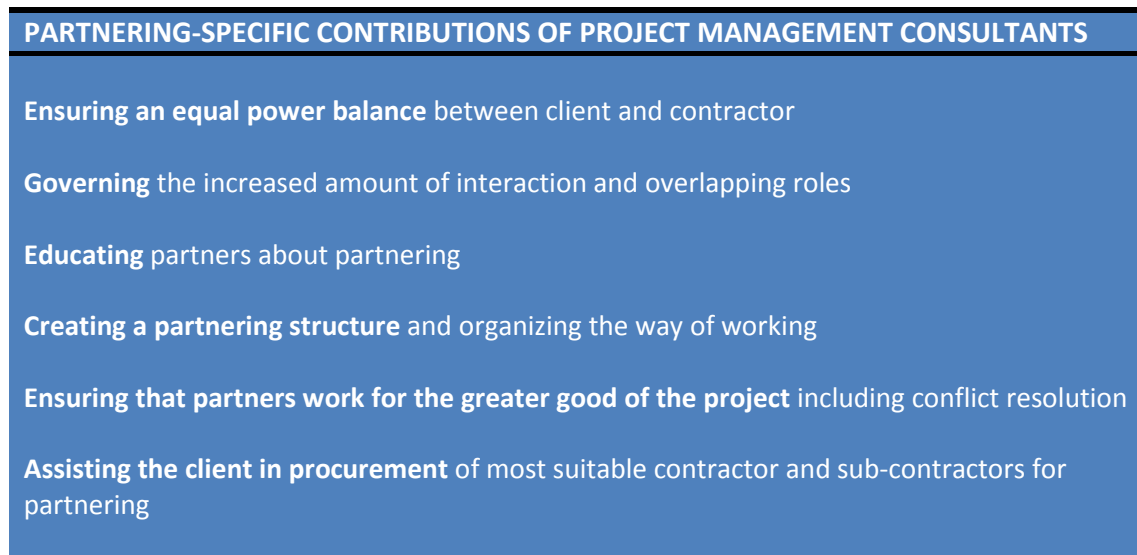 PARTNERING-SPECIFIC CONTRIBUTIONS OF PROJECT MANAGEMENT CONSULTANTS
Ensuring an equal power balance between client and contractor
Governing the increased amount of interaction and overlapping roles
Educating partners about partnering
Creating a partnering structure and organizing the way of working
Ensuring that partners work for the greater good of the project including conflict resolution
Assisting the client in procurement of most suitable contractor and sub-contractors for
partnering